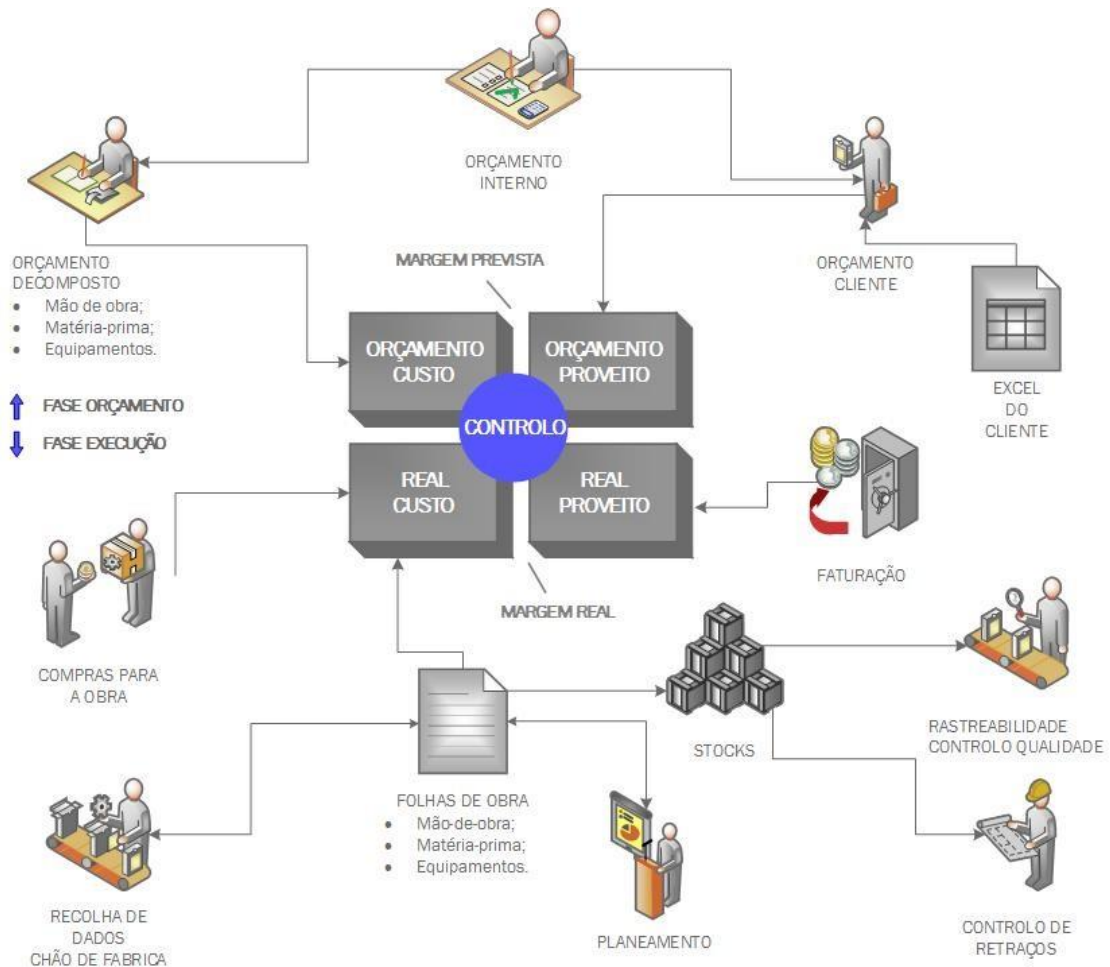 ORÇAMENTO
INTERNO
ORÇAMENTO
DECOMPOSTO
• Mão de obra;
• Matéria-prima;
• Equipamentos.
MARGEM PREVISTA
ORÇAMENTO
CLIENTE
EXCEL
DO
CLIENTE
FASE ORÇAMENTO
FASE EXECUÇÃO
ORÇAMENTO
CUSTO
ORÇAMENTO
PROVEITO
CONTROLO
REAL
CUSTO
REAL
PROVEITO
FATURAÇÃO
MARGEM REAL
COMPRAS PARA
A OBRA
STOCKS
RASTREABILIDADE
CONTROLO QUALIDADE
FOLHAS DE OBRA
• Mão-de-obra;
• Matéria-prima;
• Equipamentos.
RECOLHA DE
DADOS
CHÃO DE FABRICA
PLANEAMENTO
CONTROLO DE
RETRAÇOS